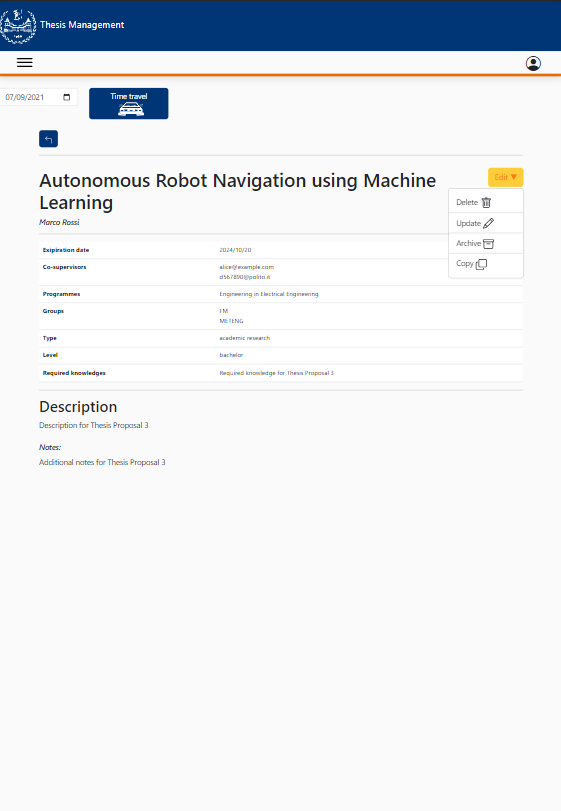 Thesis Management
07/09/2021
Time travel
Autonomous Robot Navigation using Machine
Learning
Edit ▼
Marco Rossi
Delete
Update
Archive
Copy
Expiration date 2024/10/20
Co-supervisors alice@example.com
d567890@polito.it
Programmes Engineering in Electrical Engineering
Groups FM
METENG
Type academic research
Level bachelor
Required knowledges Required knowledge for Thesis Proposal 3
Description
Description for Thesis Proposal 3
Notes:
Additional notes for Thesis Proposal 3